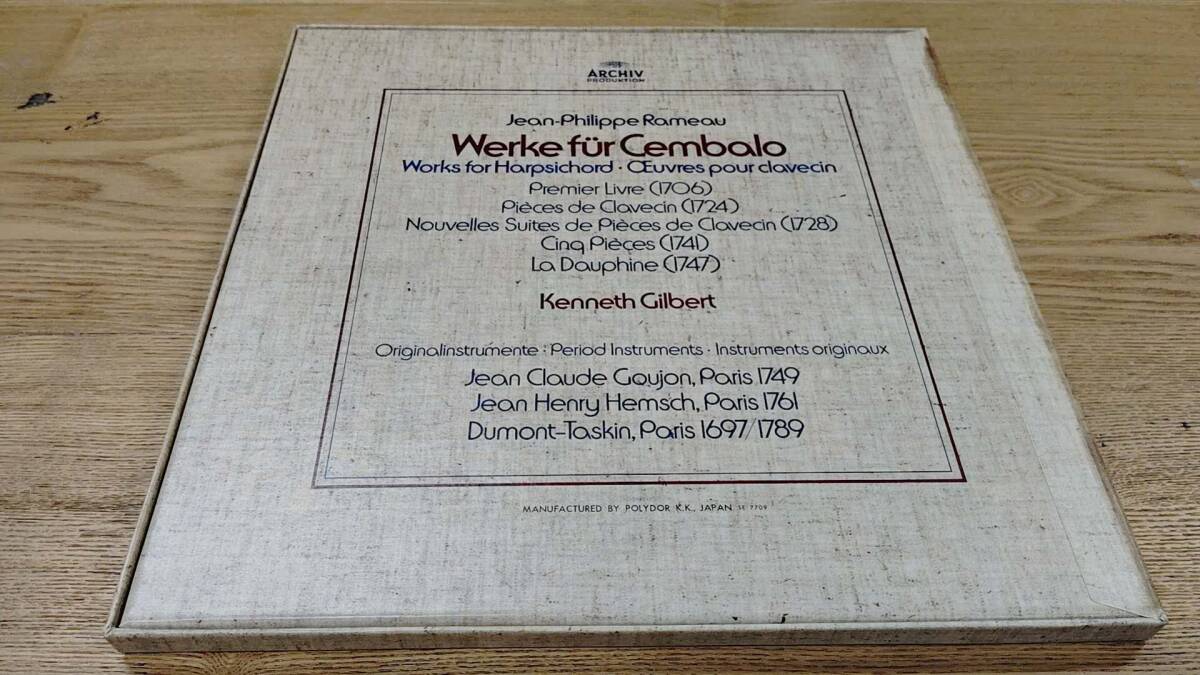 ARCHIV
PRODUKTION
Jean-Philippe Rameau
Werke für Cembalo
Works for Harpsichord · Œuvres pour clavecin
Premier Livre (1706)
Pièces de Clavecin (1724)
Nouvelles Suites de Pièces de Clavecin (1728)
Cinq Pièces (1741)
La Dauphine (1747)
Kenneth Gilbert
Originalinstrumente · Period Instruments · Instruments originaux
Jean Claude Goujon, Paris 1749
Jean Henry Hemsch, Paris 1761
Dumont-Taskin, Paris 1697/1789
MANUFACTURED BY POLYDOR K.K., JAPAN SE 7709